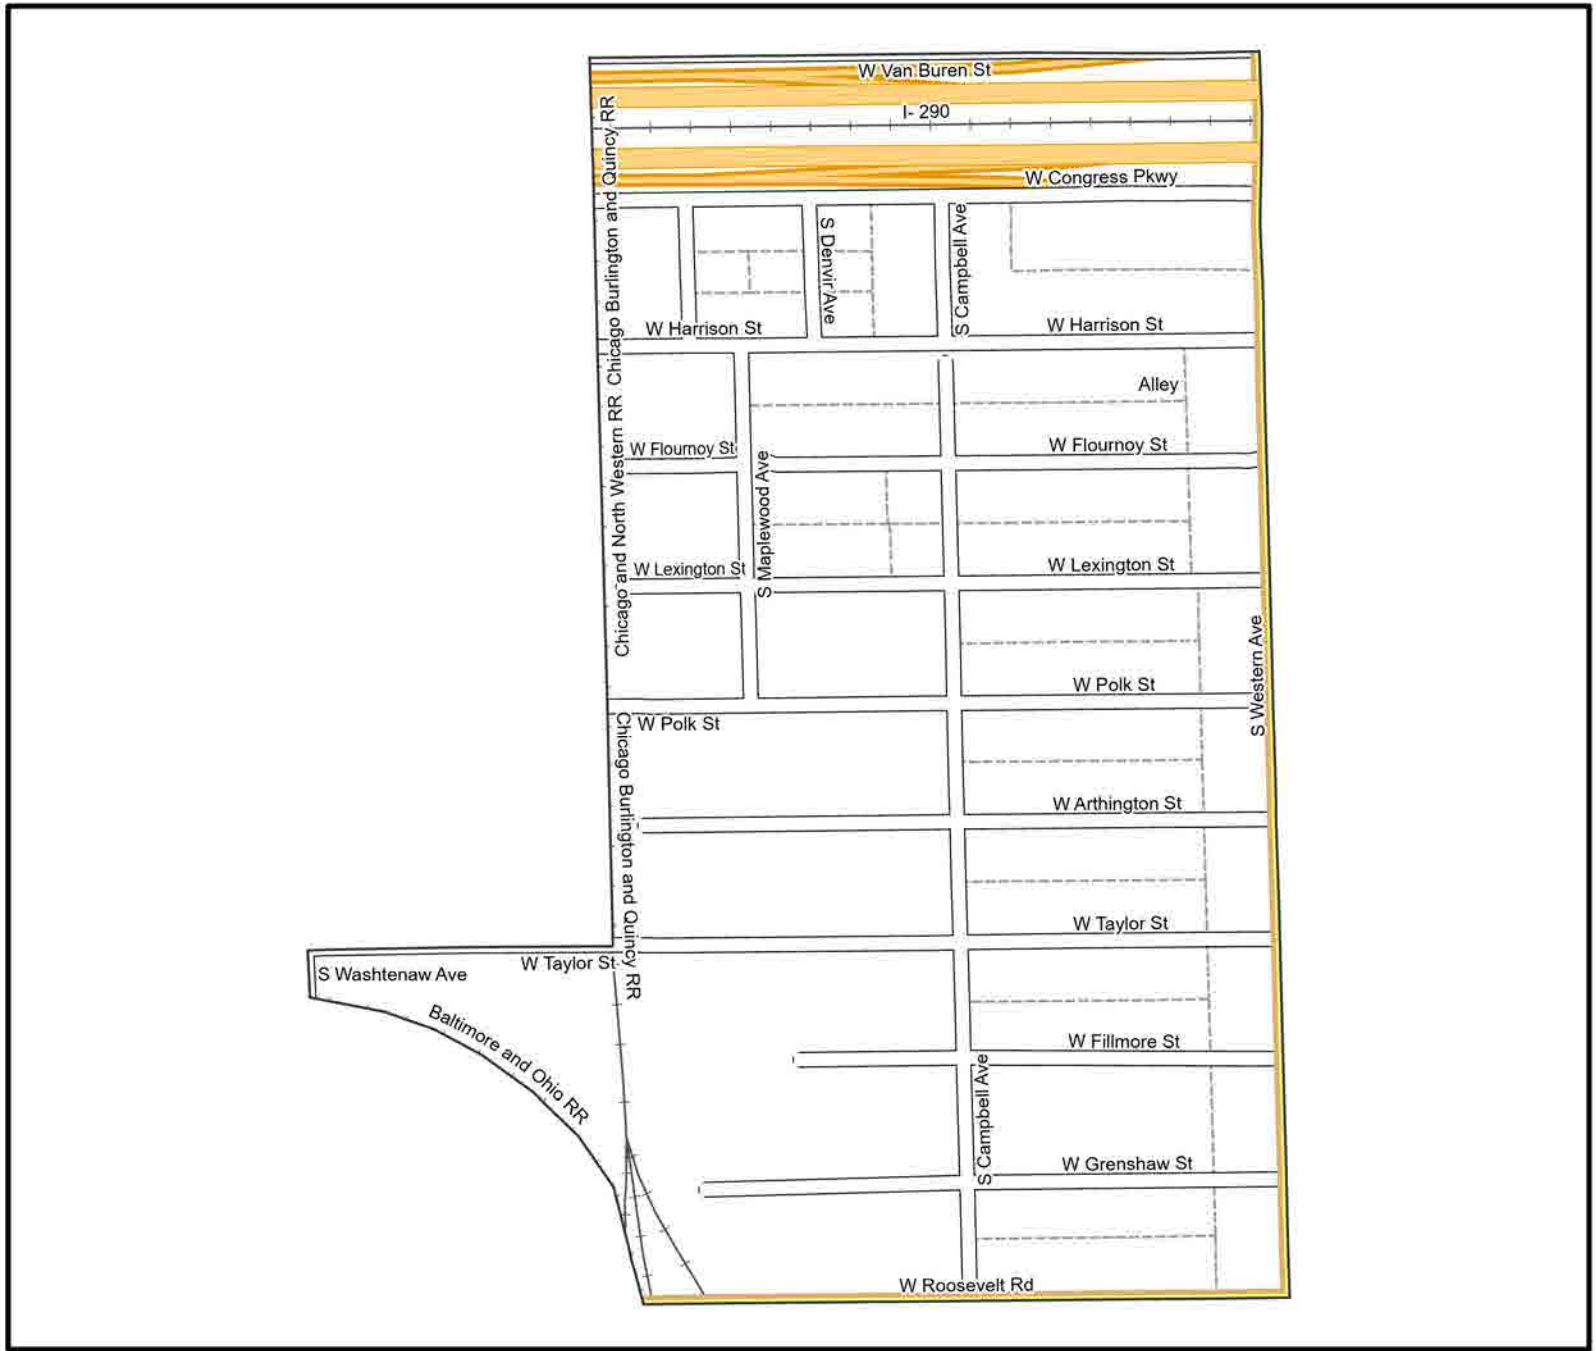 W Van Buren St
I- 290
W Congress Pkwy
Chicago Burlington and Quincy RR
S Denvir Ave
S Campbell Ave
W Harrison St
W Harrison St
Alley
Chicago and North Western RR
W Flournoy St
W Flournoy St
S Maplewood Ave
W Lexington St
W Lexington St
S Western Ave
W Polk St
W Polk St
Chicago Burlington and Quincy RR
W Arthington St
W Taylor St
W Taylor St
S Washtenaw Ave
Baltimore and Ohio RR
W Fillmore St
S Campbell Ave
W Grenshaw St
W Roosevelt Rd